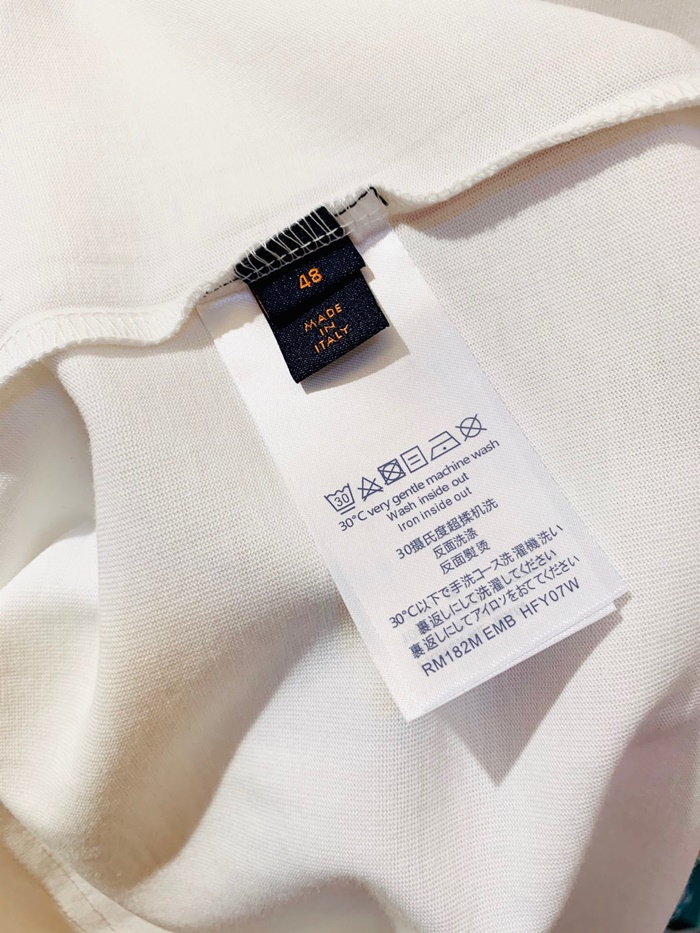 48
MADE
IN
ITALY
30
30°C very gentle machine wash
Wash inside out
Iron inside out
30摄氏度超柔机洗
反面洗涤
反面熨烫
30℃以下で手洗コース洗濯機洗い
裏返しにして洗濯してください
裏返しにしてアイロンをおてください
RM182M EMB HFY07W